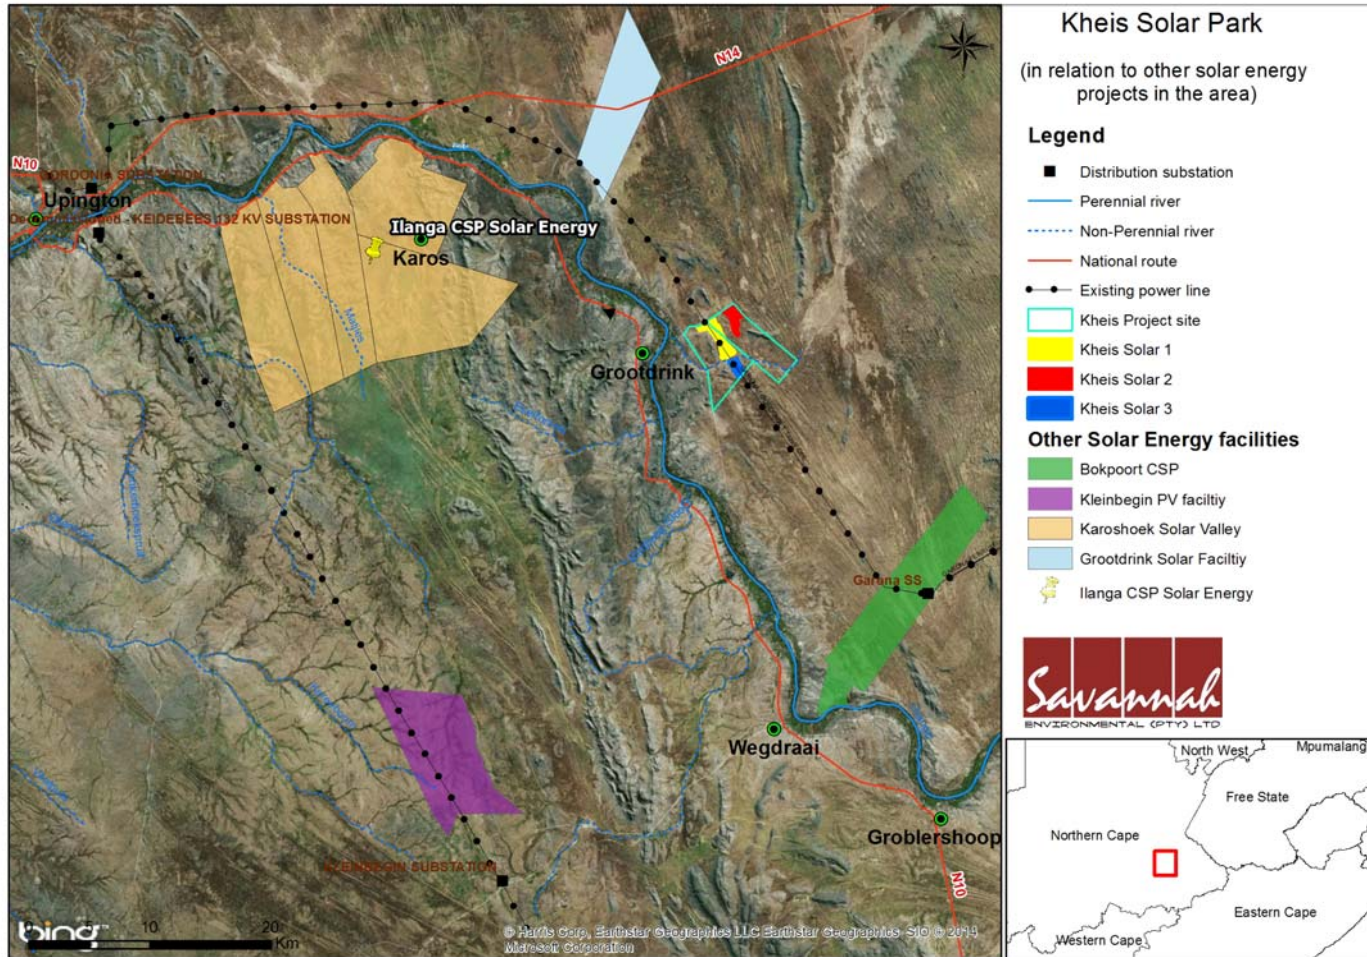 Kheis Solar Park
(in relation to other solar energy
projects in the area)
Legend
Distribution substation
Perennial river
Non-Perennial river
National route
Existing power line
Kheis Project site
Kheis Solar 1
Kheis Solar 2
Kheis Solar 3
Other Solar Energy facilities
Bokpoort CSP
Kleinbegin PV faciltiy
Karoshoek Solar Valley
Grootdrink Solar Faciltiy
Ilanga CSP Solar Energy
Savannah
ENVIRONMENTAL (PTY) LTD
North West
Mpumalang
Free State
Northern Cape
Eastern Cape
Western Cape
N14
N10
GORDONIA SUBSTATION
Upington
KEIDEBEES 132 KV SUBSTATION
Ilanga CSP Solar Energy
Karos
Matjies
Grootdrink
Garona SS
Wegdraai
Groblershoop
N10
SUBSTATION
bing
10
20
Km
© Harris Corp, Earthstar Geographics LLC Earthstar Geographics SIO © 2014
Microsoft Corporation